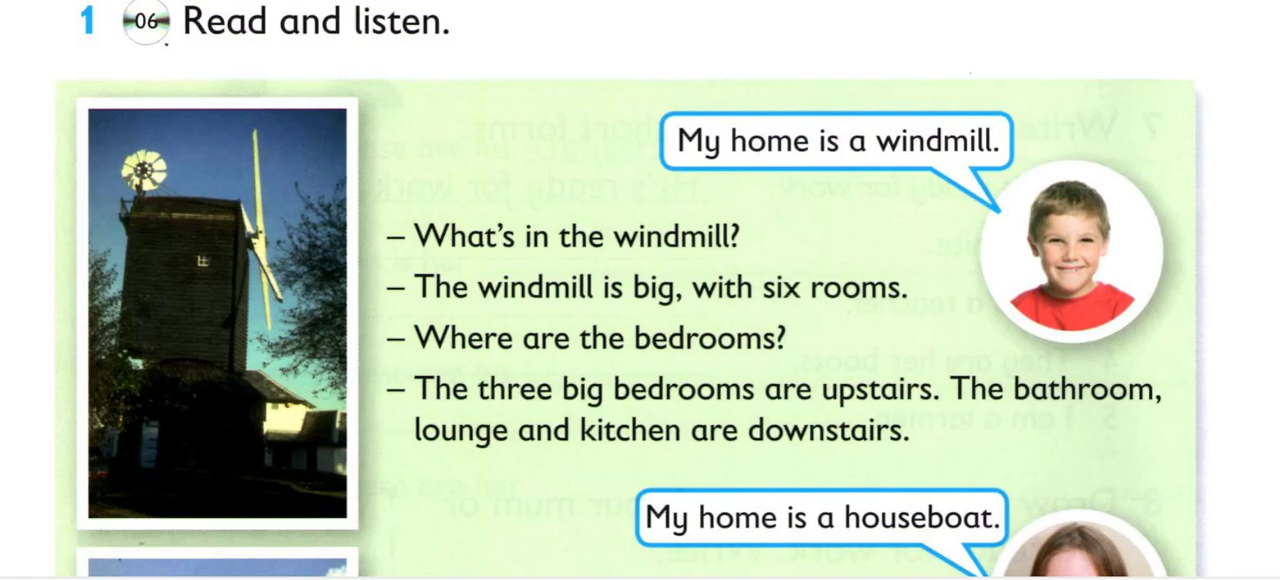 1 06 Read and listen.
My home is a windmill.
– What's in the windmill?
– The windmill is big, with six rooms.
– Where are the bedrooms?
– The three big bedrooms are upstairs. The bathroom,
lounge and kitchen are downstairs.
My home is a houseboat.